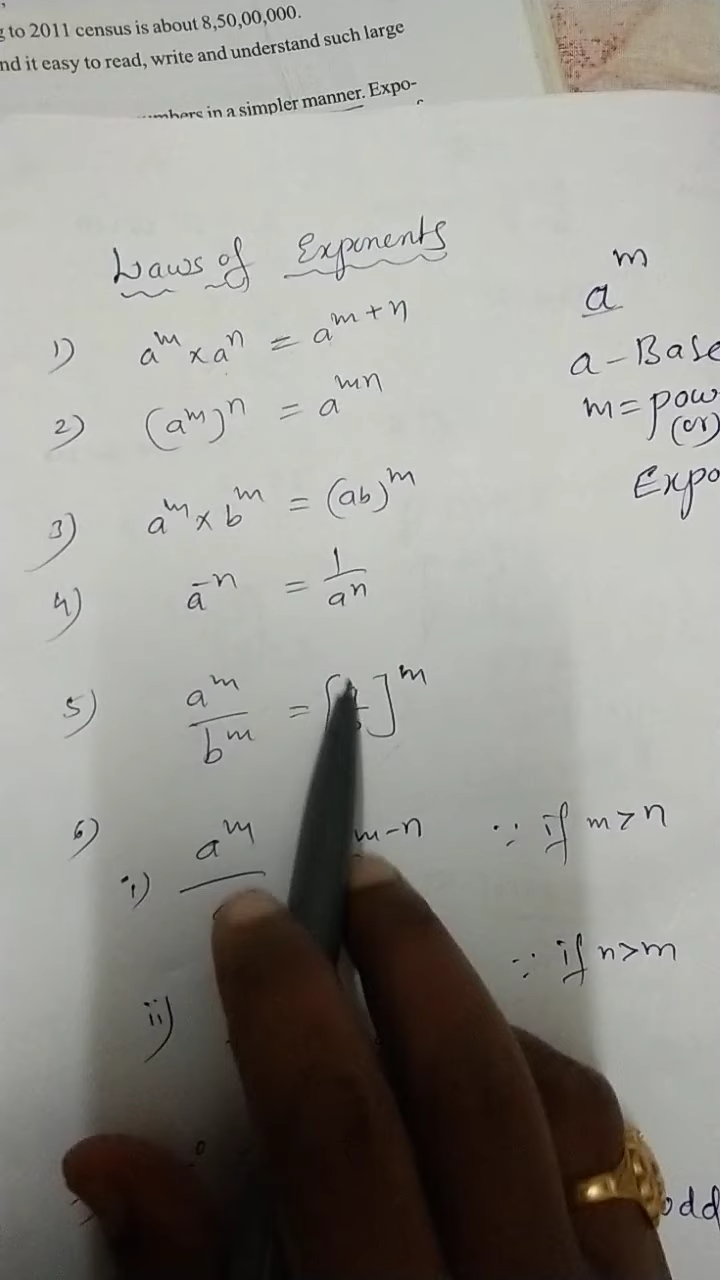 to 2011 census is about 8,50,00,000.
nd it easy to read, write and understand such large
in a simpler manner. Expo-
Laws of Exponents
1) a^m × a^n = a^{m+n}
2) (a^m)^n = a^{mn}
3) a^m × b^m = (ab)^m
4) a^{-n} = 1/a^n
5) a^m/b^m = [ ]^m
6)
i) a^m m-n ∵ if m>n
ii) ∵ if n>m
odd
a^m
a - Base
m = pow
(or)
Expo